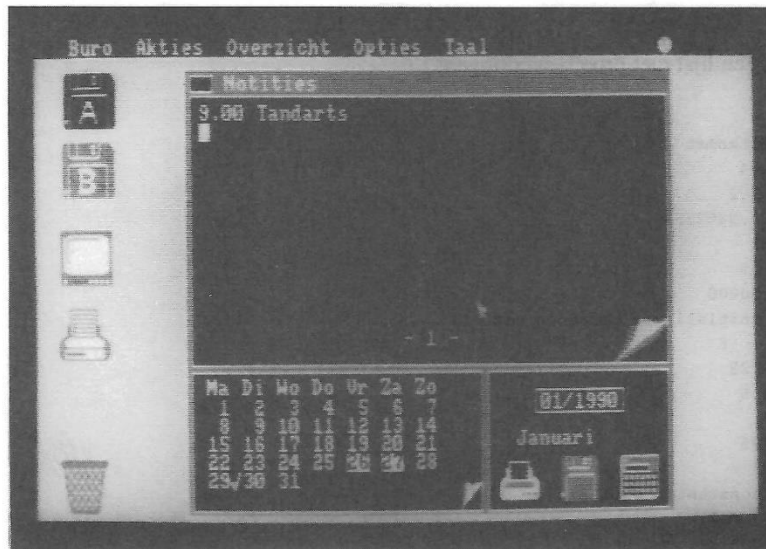 Buro Akties Overzicht Opties Taal
A
B
Notities
9.00 Tandarts
- 1 -
Ma Di Wo Do Vr Za Zo
1 2 3 4 5 6 7
8 9 10 11 12 13 14
15 16 17 18 19 20 21
22 23 24 25 26 27 28
29√30 31
01/1990
Januari